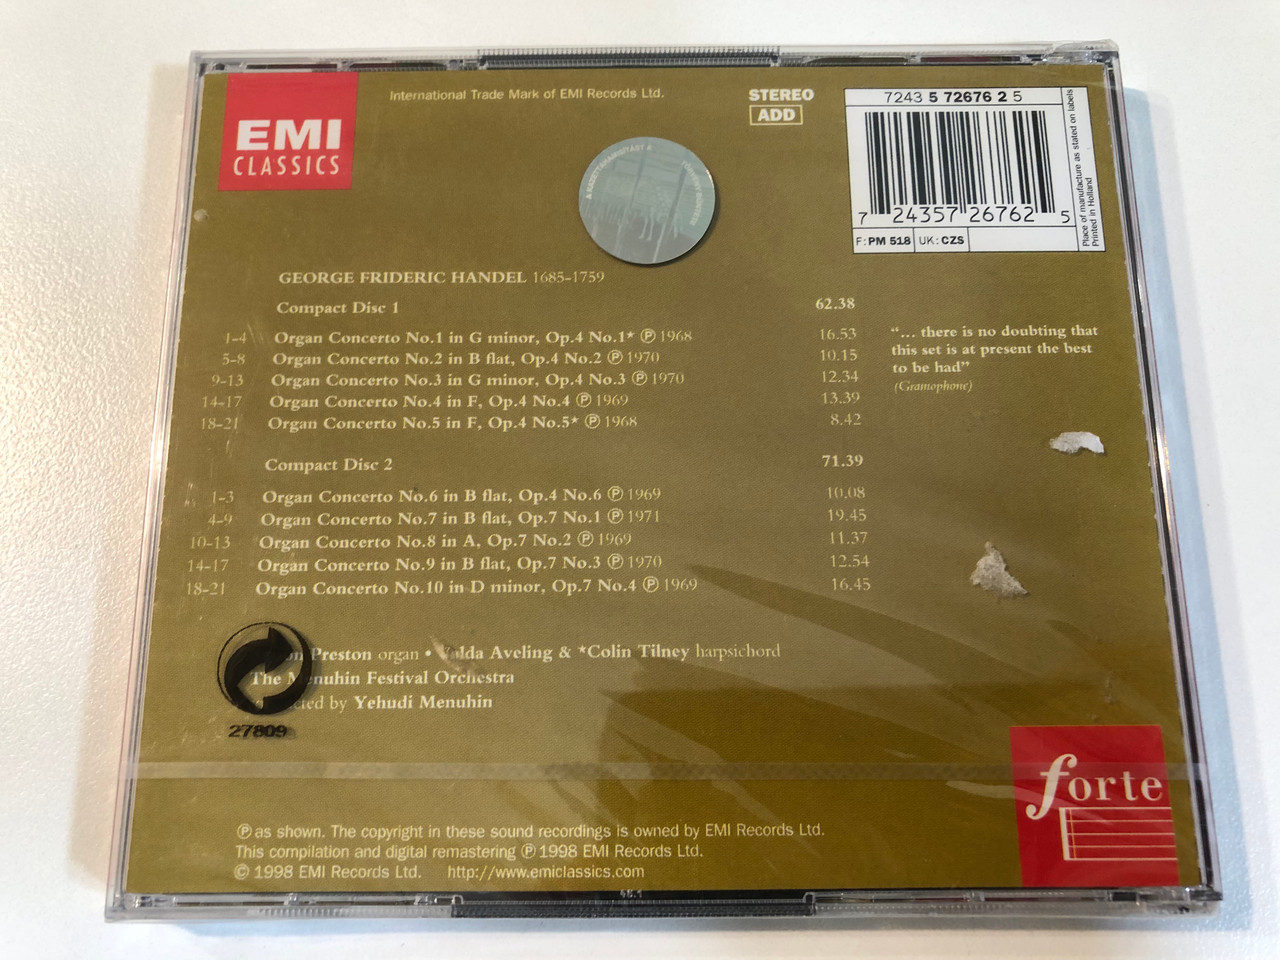 EMI
CLASSICS
International Trade Mark of EMI Records Ltd.
STEREO
ADD
7243 5 72676 2 5
7 24357 26762 5
F: PM 518 UK: CZS
Place of manufacture as stated on labels
Printed in Holland
GEORGE FRIDERIC HANDEL 1685-1759
Compact Disc 1 62.38
1-4 Organ Concerto No.1 in G minor, Op.4 No.1* ℗ 1968 16.53
5-8 Organ Concerto No.2 in B flat, Op.4 No.2 ℗ 1970 10.15
9-13 Organ Concerto No.3 in G minor, Op.4 No.3 ℗ 1970 12.34
14-17 Organ Concerto No.4 in F, Op.4 No.4 ℗ 1969 13.39
18-21 Organ Concerto No.5 in F, Op.4 No.5* ℗ 1968 8.42
“... there is no doubting that
this set is at present the best
to be had”
(Gramophone)
Compact Disc 2 71.39
1-3 Organ Concerto No.6 in B flat, Op.4 No.6 ℗ 1969 10.08
4-9 Organ Concerto No.7 in B flat, Op.7 No.1 ℗ 1971 19.45
10-13 Organ Concerto No.8 in A, Op.7 No.2 ℗ 1969 11.37
14-17 Organ Concerto No.9 in B flat, Op.7 No.3 ℗ 1970 12.54
18-21 Organ Concerto No.10 in D minor, Op.7 No.4 ℗ 1969 16.45
Preston organ • Aveling & *Colin Tilney harpsichord
The Menuhin Festival Orchestra
by Yehudi Menuhin
27809
forte
℗ as shown. The copyright in these sound recordings is owned by EMI Records Ltd.
This compilation and digital remastering ℗ 1998 EMI Records Ltd.
© 1998 EMI Records Ltd. http://www.emiclassics.com